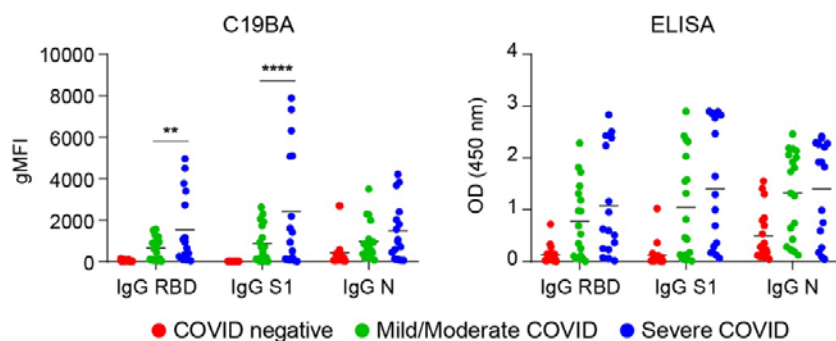 C19BA
gMFI
10000
8000
6000
4000
2000
0
**
****
IgG RBD
IgG S1
IgG N
ELISA
OD (450 nm)
4
3
2
1
0
IgG RBD
IgG S1
IgG N
COVID negative
Mild/Moderate COVID
Severe COVID